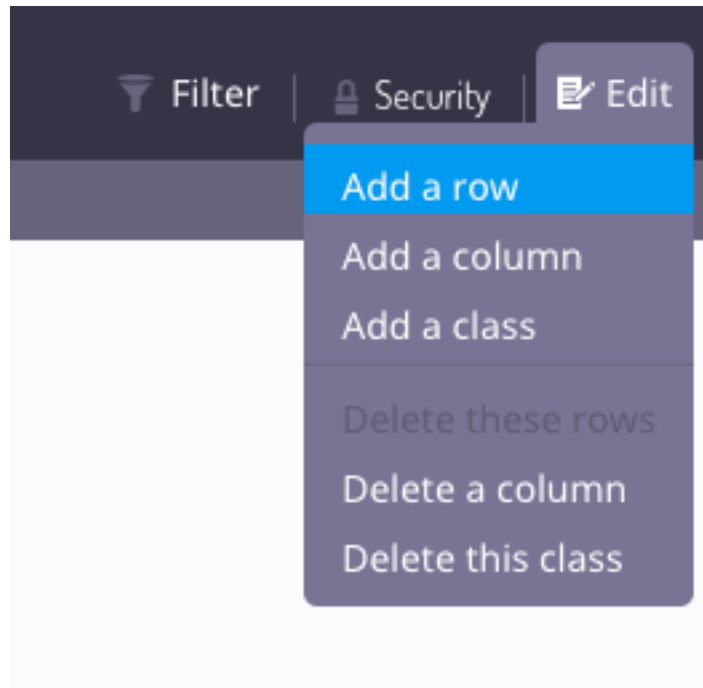 Filter Security Edit
Add a row
Add a column
Add a class
Delete these rows
Delete a column
Delete this class